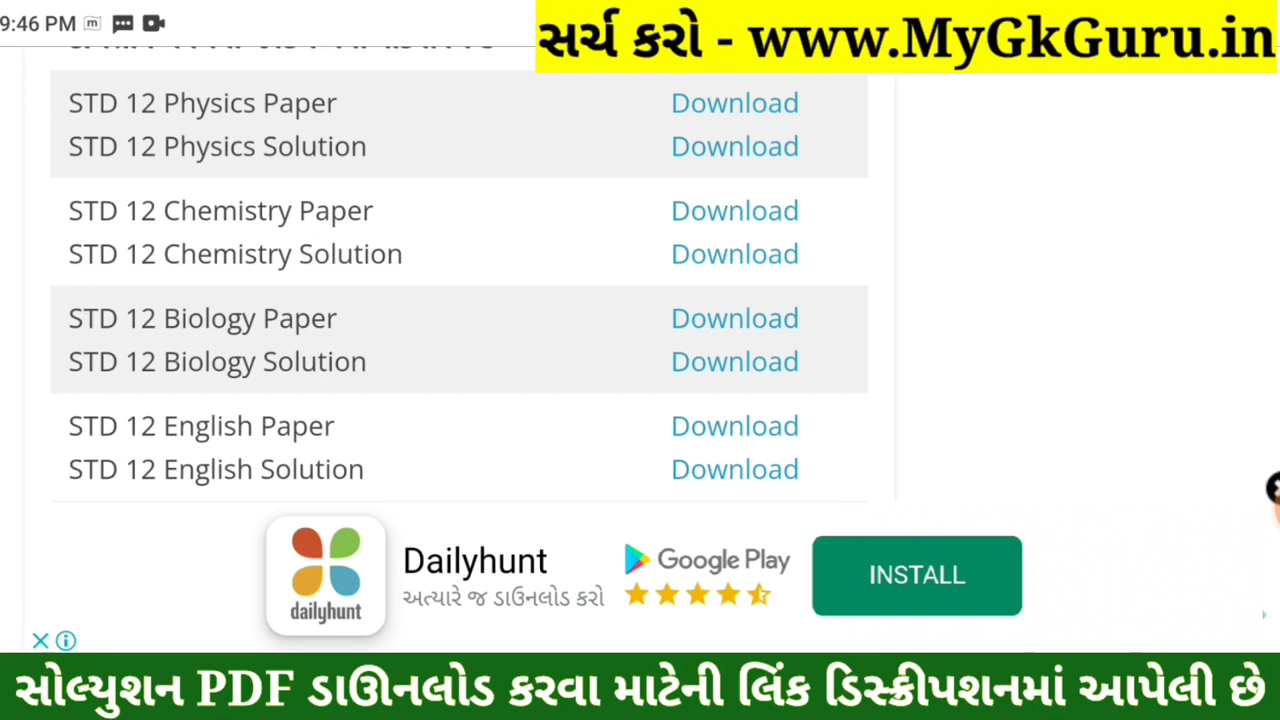 9:46 PM
સર્ચ કરો - www.MyGkGuru.in
STD 12 Physics Paper Download
STD 12 Physics Solution Download
STD 12 Chemistry Paper Download
STD 12 Chemistry Solution Download
STD 12 Biology Paper Download
STD 12 Biology Solution Download
STD 12 English Paper Download
STD 12 English Solution Download
dailyhunt
Dailyhunt
અત્યારે જ ડાઉનલોડ કરો
Google Play
INSTALL
સોલ્યુશન PDF ડાઊનલોડ કરવા માટેની લિંક ડિસ્ક્રીપશનમાં આપેલી છે